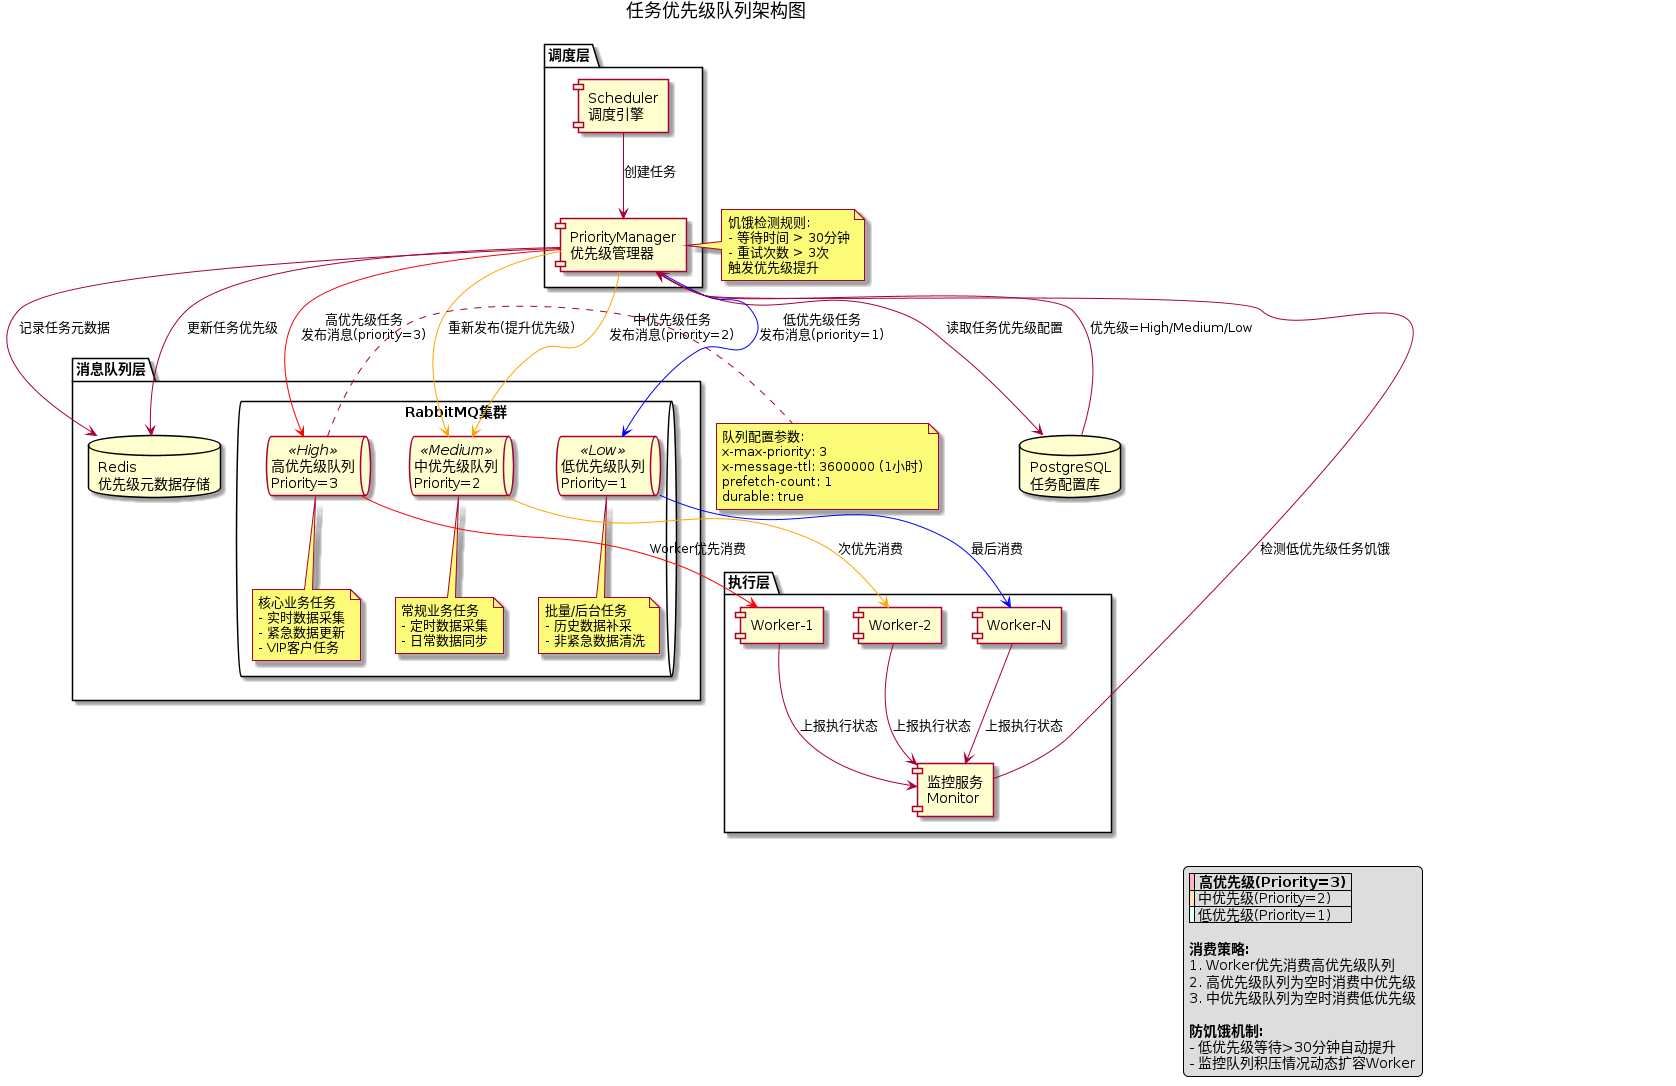 任务优先级队列架构图
调度层
Scheduler
调度引擎
创建任务
PriorityManager
优先级管理器
饥饿检测规则:
- 等待时间 > 30分钟
- 重试次数 > 3次
触发优先级提升
记录任务元数据
更新任务优先级
高优先级任务
发布消息(priority=3)
重新发布(提升优先级)
中优先级任务
发布消息(priority=2)
低优先级任务
发布消息(priority=1)
读取任务优先级配置
优先级=High/Medium/Low
消息队列层
RabbitMQ集群
Redis
优先级元数据存储
«High»
高优先级队列
Priority=3
«Medium»
中优先级队列
Priority=2
«Low»
低优先级队列
Priority=1
队列配置参数:
x-max-priority: 3
x-message-ttl: 3600000 (1小时)
prefetch-count: 1
durable: true
PostgreSQL
任务配置库
Worker优先消费
次优先消费
最后消费
检测低优先级任务饥饿
核心业务任务
- 实时数据采集
- 紧急数据更新
- VIP客户任务
常规业务任务
- 定时数据采集
- 日常数据同步
批量/后台任务
- 历史数据补采
- 非紧急数据清洗
执行层
Worker-1
Worker-2
Worker-N
上报执行状态
上报执行状态
上报执行状态
监控服务
Monitor
高优先级(Priority=3)
中优先级(Priority=2)
低优先级(Priority=1)
消费策略:
1. Worker优先消费高优先级队列
2. 高优先级队列为空时消费中优先级
3. 中优先级队列为空时消费低优先级
防饥饿机制:
- 低优先级等待>30分钟自动提升
- 监控队列积压情况动态扩容Worker